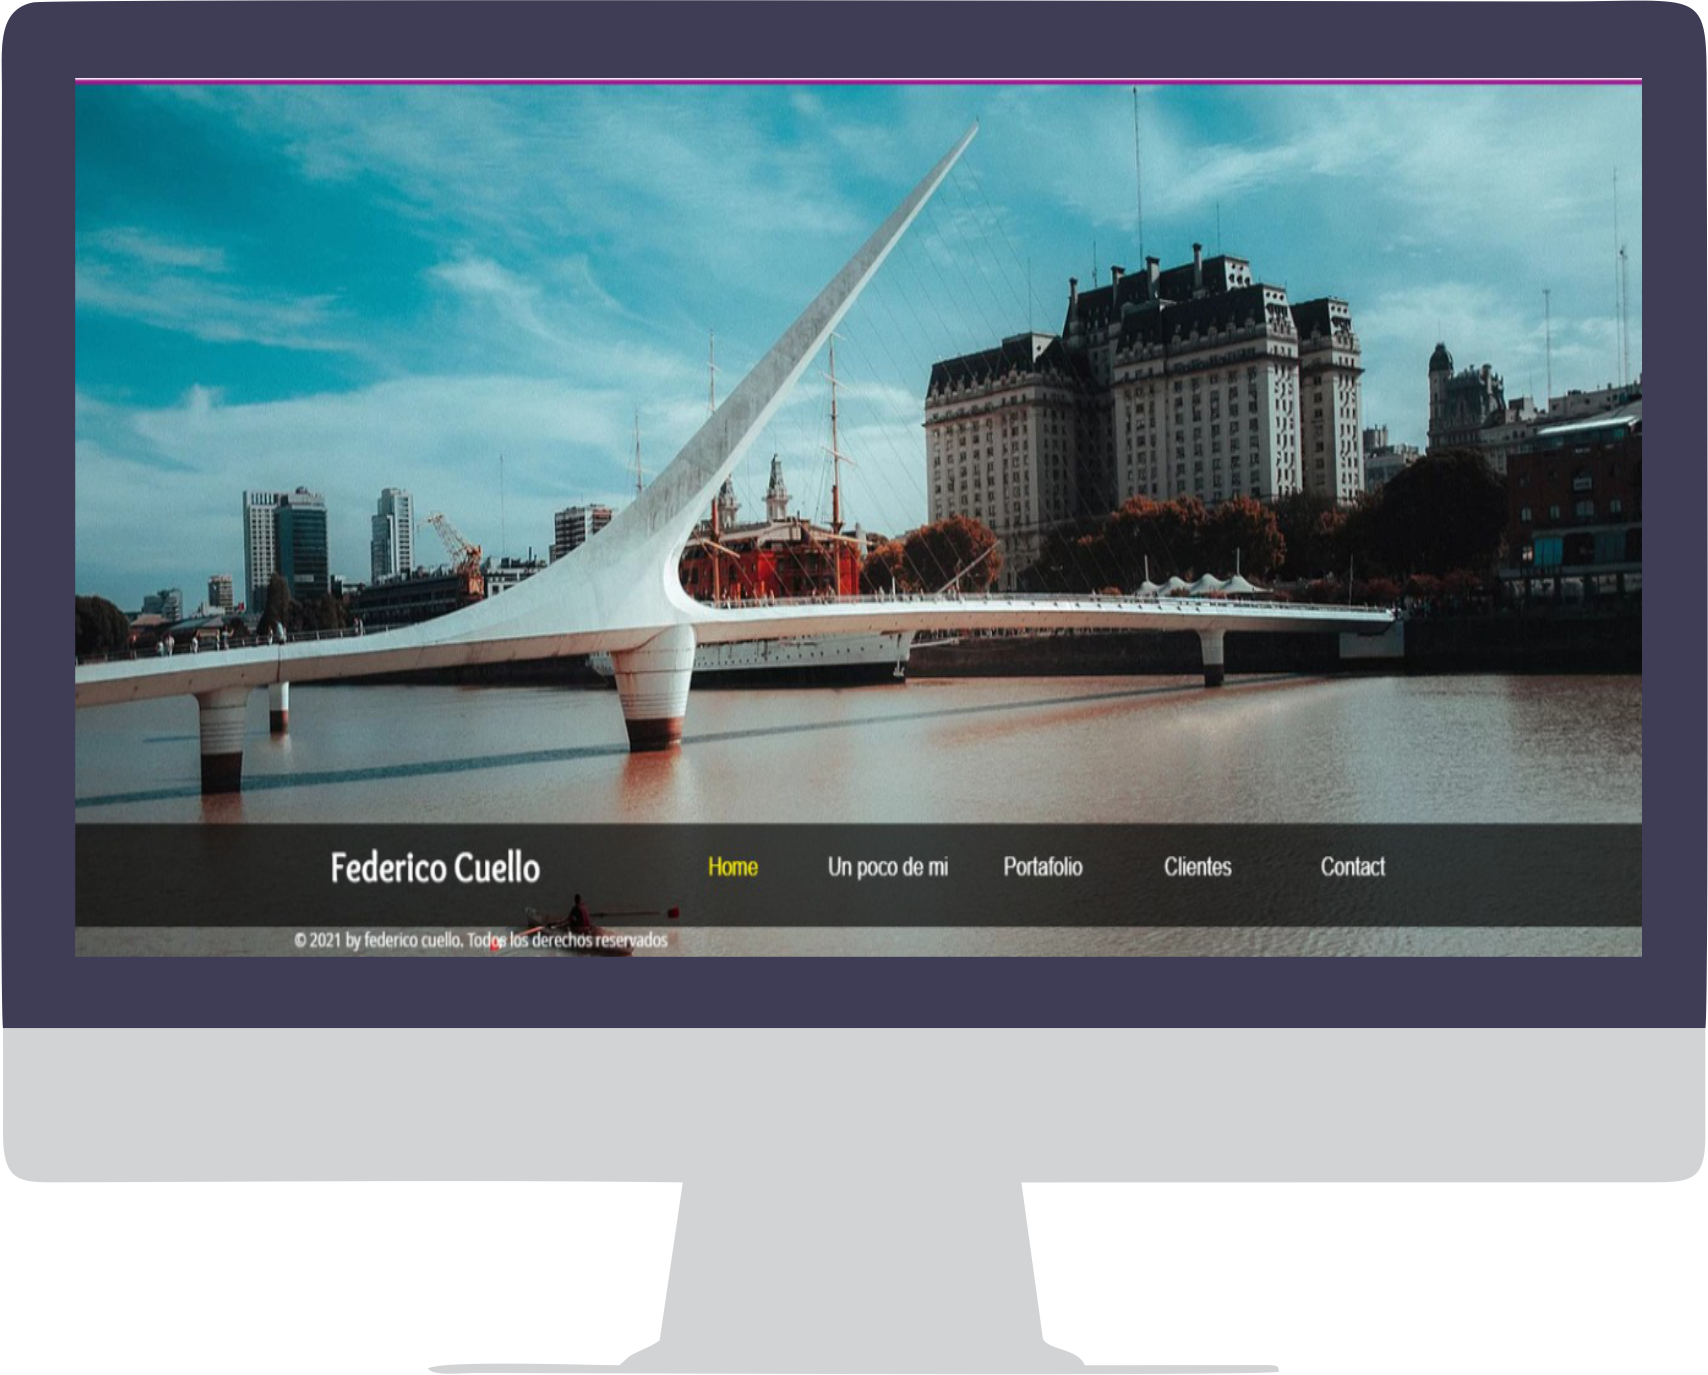 Federico Cuello
Home Un poco de mi Portafolio Clientes Contact
© 2021 by federico cuello. Todos los derechos reservados